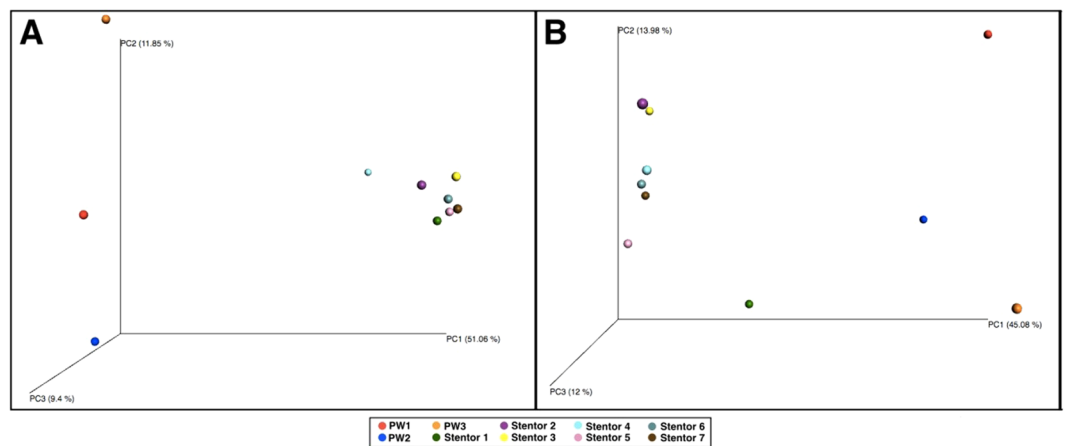 A
PC2 (11.85 %)
PC1 (51.06 %)
PC3 (9.4 %)
B
PC2 (13.98 %)
PC1 (45.08 %)
PC3 (12 %)
PW1 PW3 Stentor 2 Stentor 4 Stentor 6
PW2 Stentor 1 Stentor 3 Stentor 5 Stentor 7